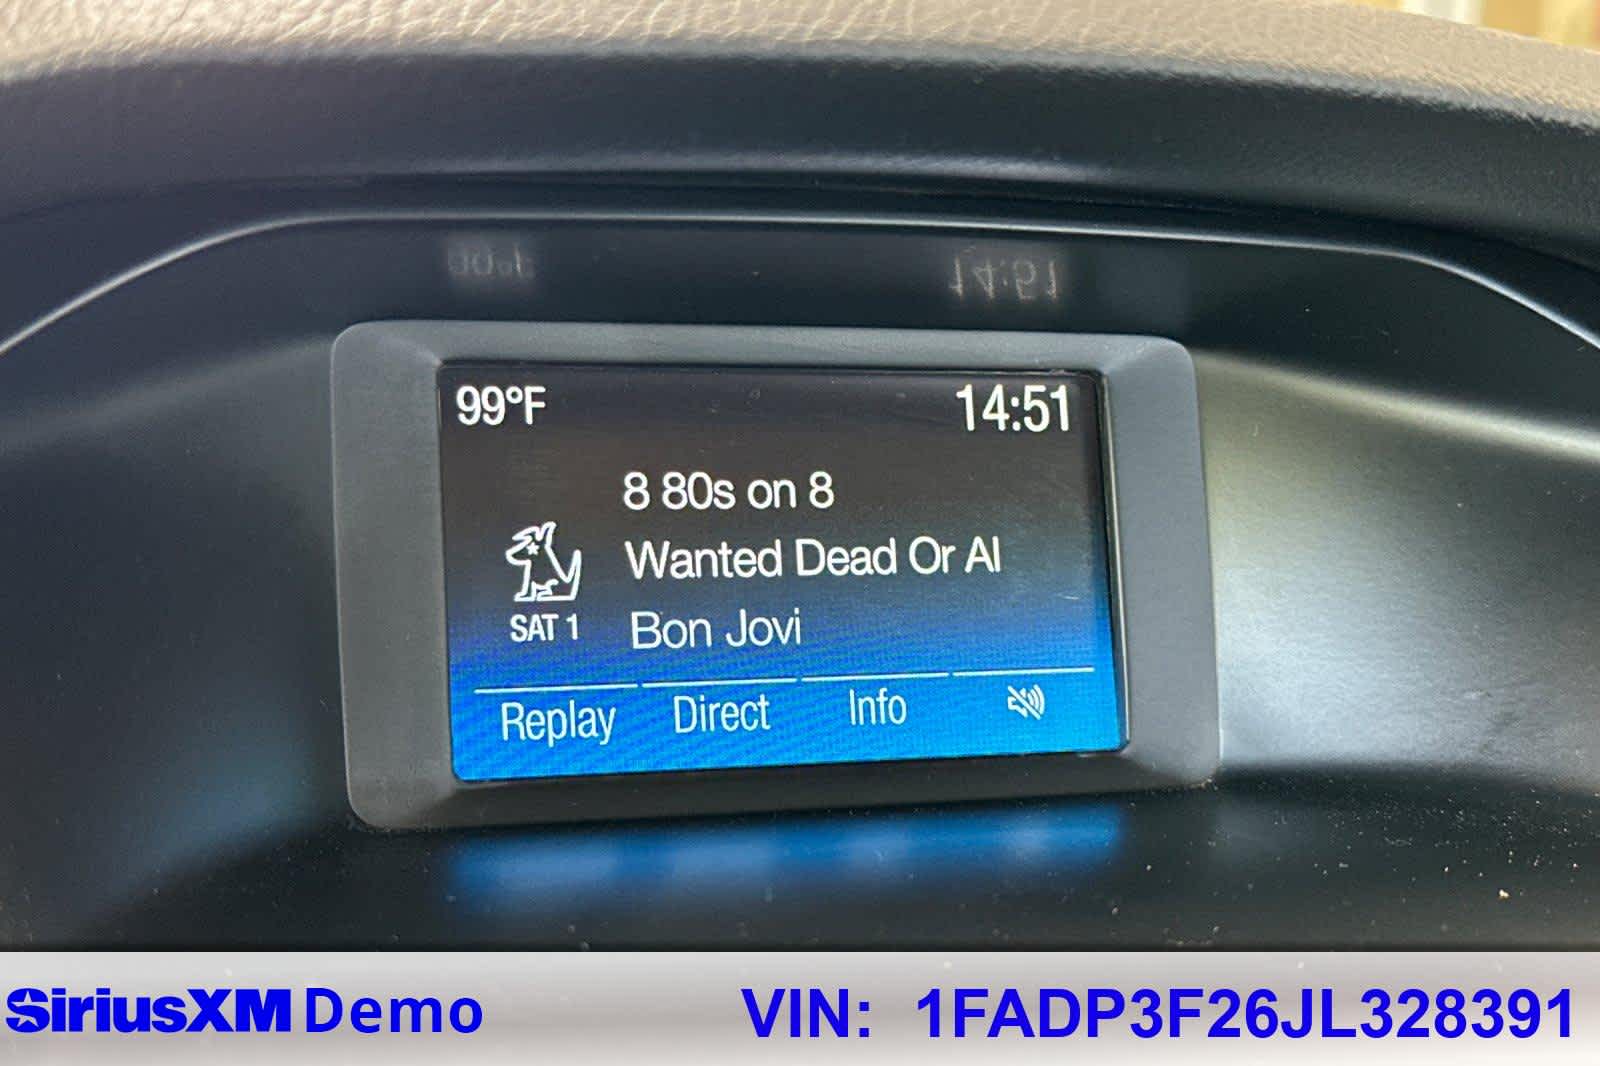 99°F 14:51
8 80s on 8
Wanted Dead Or Al
Bon Jovi
SAT 1
Replay Direct Info
SiriusXM Demo VIN: 1FADP3F26JL328391